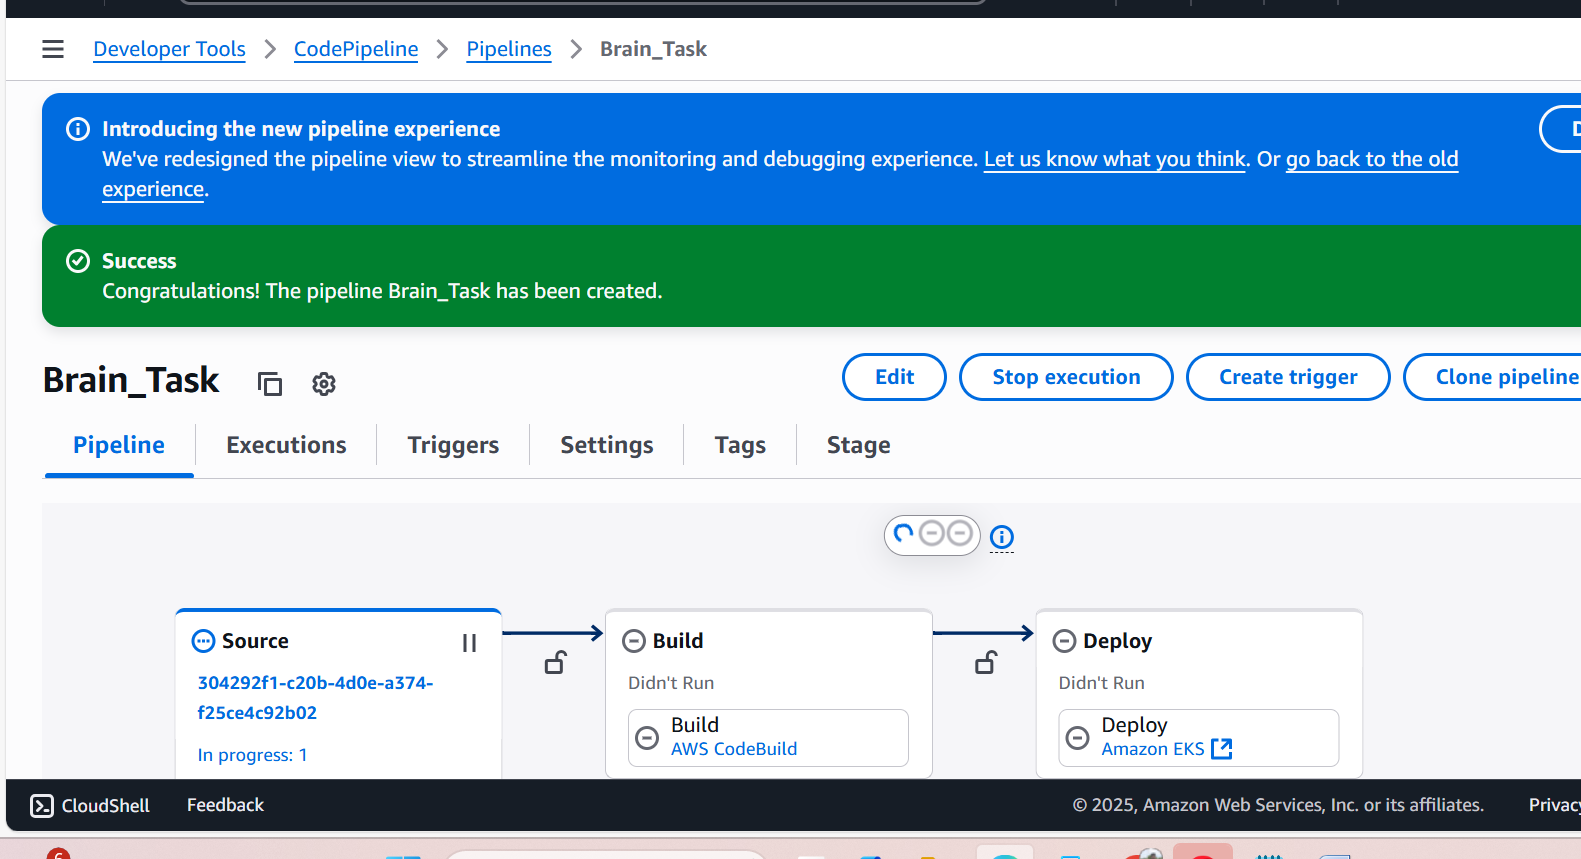 Developer Tools > CodePipeline > Pipelines > Brain_Task
Introducing the new pipeline experience
We've redesigned the pipeline view to streamline the monitoring and debugging experience. Let us know what you think. Or go back to the old
experience.
Success
Congratulations! The pipeline Brain_Task has been created.
Brain_Task
Edit
Stop execution
Create trigger
Clone pipeline
Pipeline
Executions
Triggers
Settings
Tags
Stage
Source
304292f1-c20b-4d0e-a374-
f25ce4c92b02
In progress: 1
Build
Didn't Run
Build
AWS CodeBuild
Deploy
Didn't Run
Deploy
Amazon EKS
CloudShell
Feedback
© 2025, Amazon Web Services, Inc. or its affiliates.
Privacy